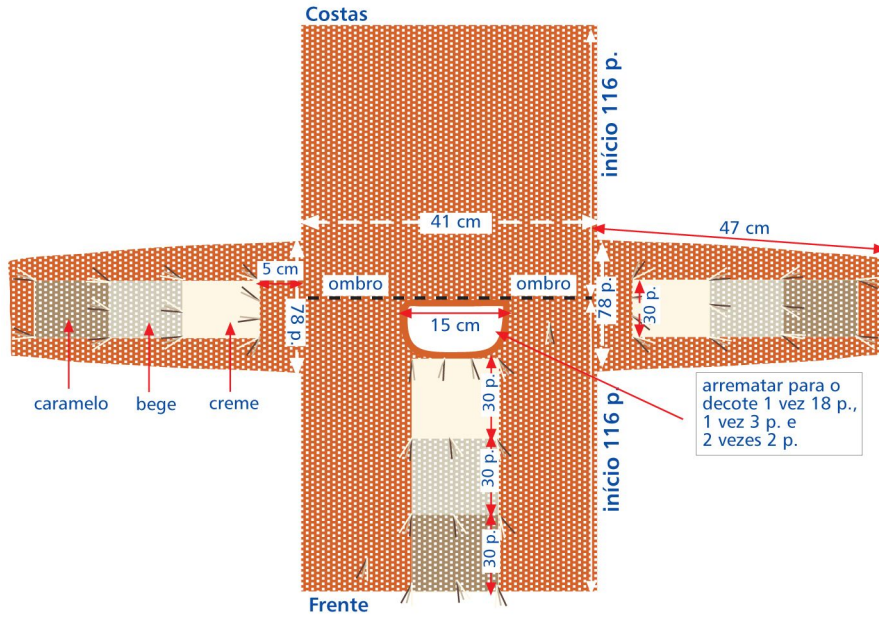 Costas
início 116 p.
41 cm
47 cm
5 cm
ombro
ombro
78 p.
78 p.
30 p.
15 cm
caramelo
bege
creme
30 p.
30 p.
30 p.
arrematar para o
decote 1 vez 18 p.,
1 vez 3 p. e
2 vezes 2 p.
início 116 p.
Frente